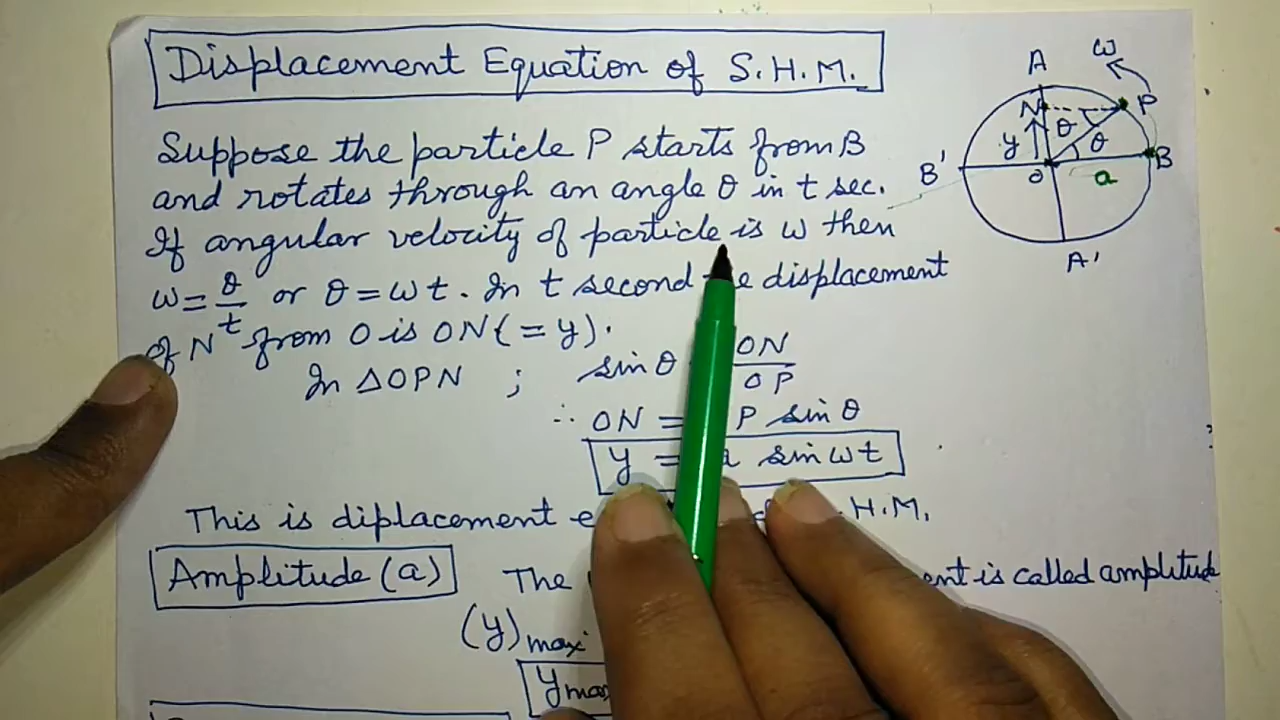 Displacement Equation of S.H.M.
Suppose the particle P starts from B
and rotates through an angle θ in t sec.
If angular velocity of particle is ω then
ω = θ/t or θ = ωt. In t second the displacement
of N from O is ON (= y).
In ΔOPN ; sin θ ON/OP
∴ ON = P sin θ
y = a sin ωt
This is diplacement e H.M.
Amplitude (a) The ent is called amplitude
(y)maxi
ymax
A
ω
N
P
θ
θ
y
B'
O
a
B
A'